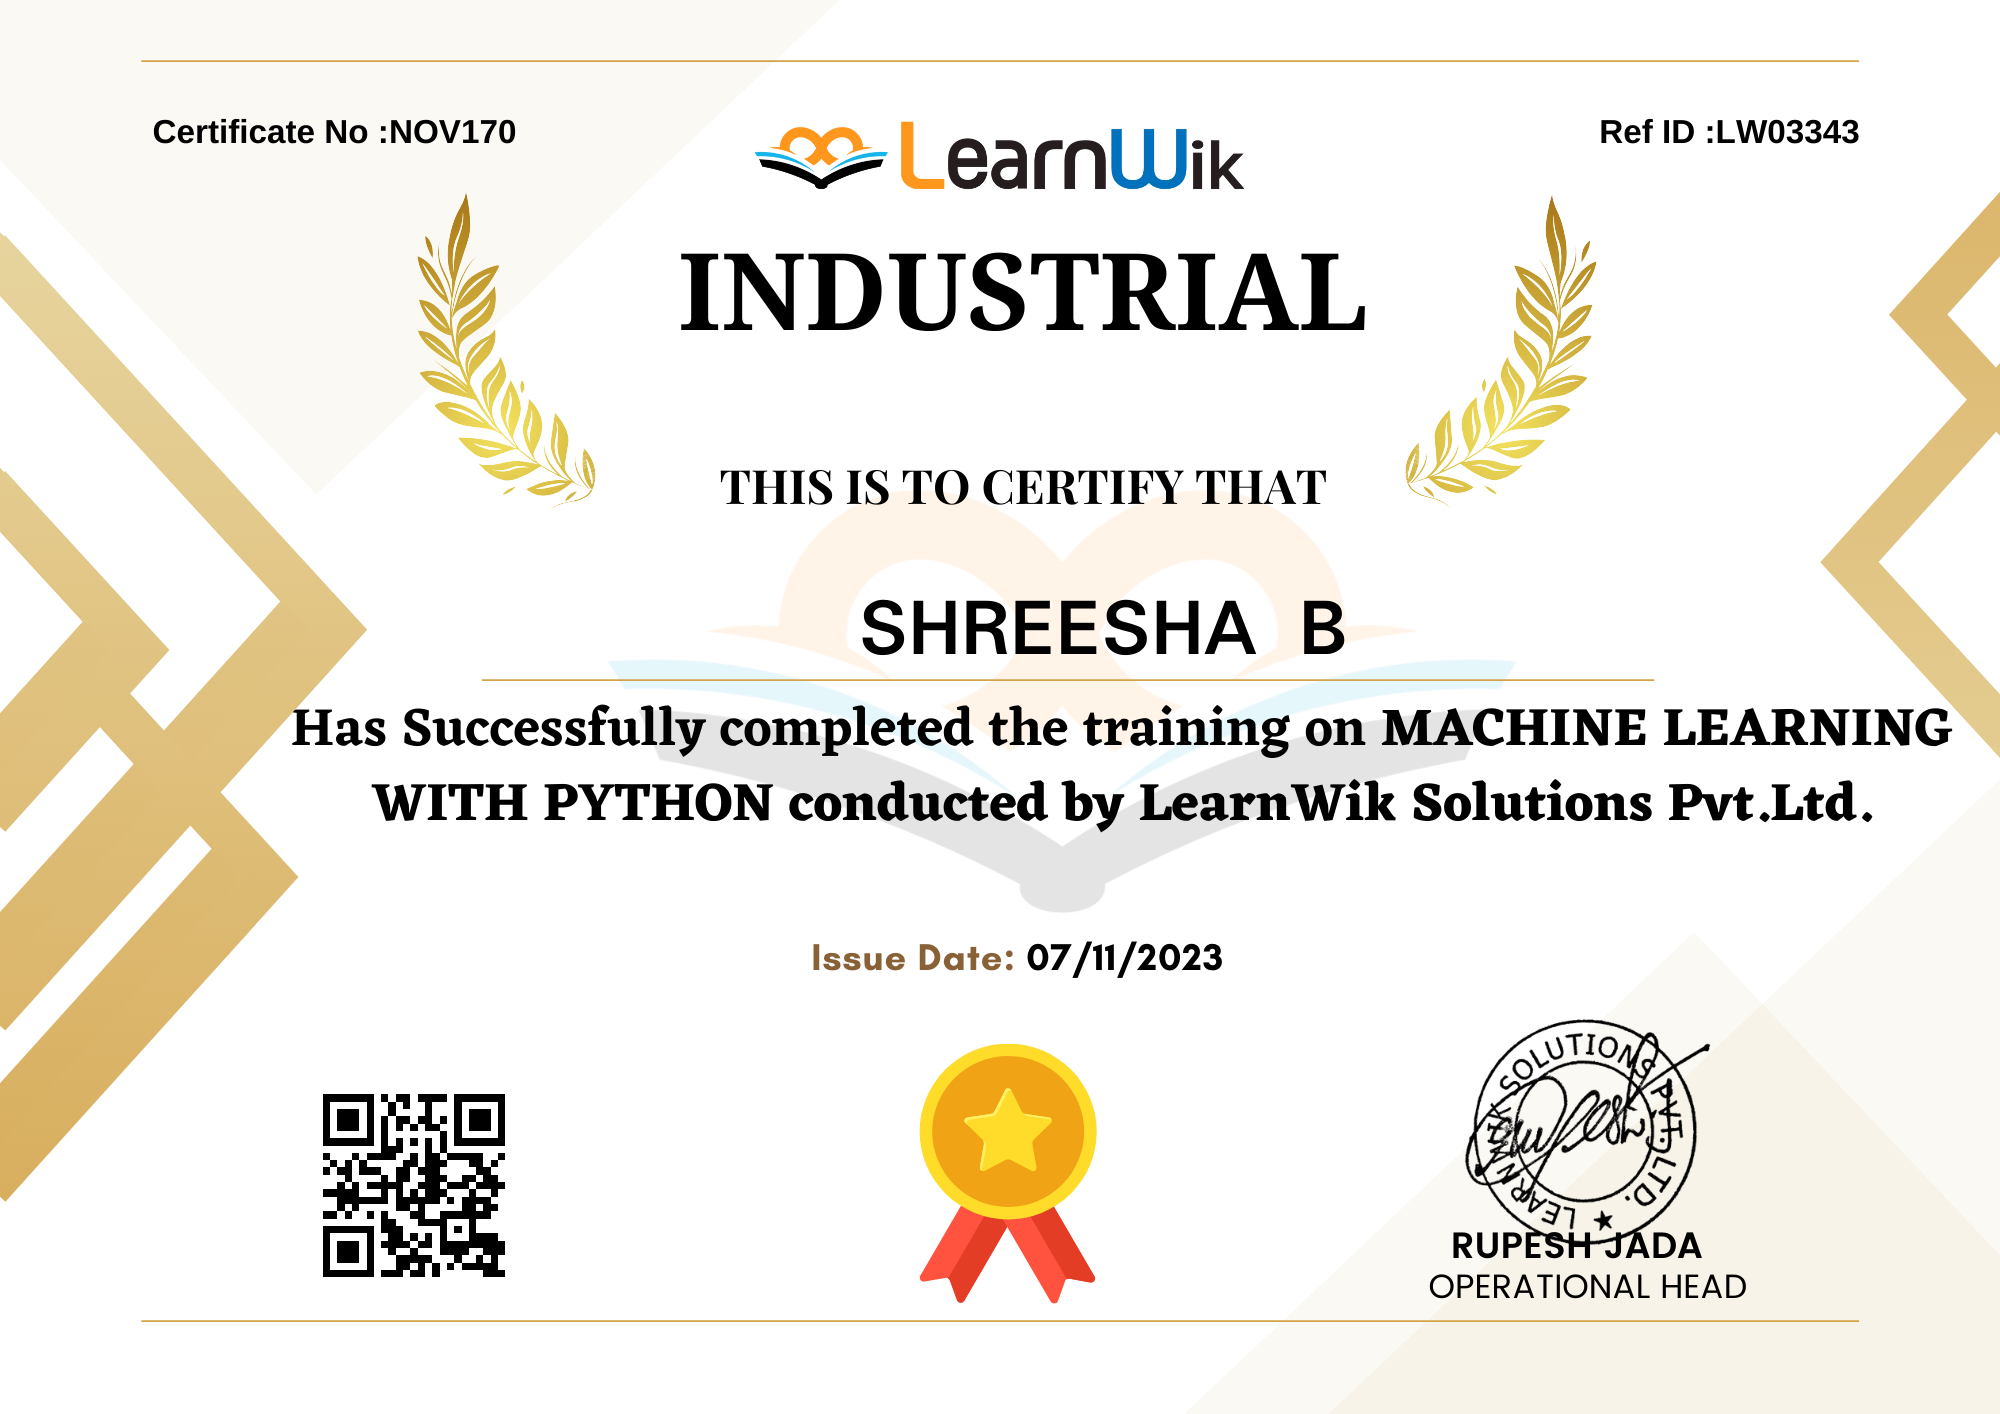 Certificate No :NOV170
Ref ID :LW03343
LearnWik
INDUSTRIAL
THIS IS TO CERTIFY THAT
SHREESHA B
Has Successfully completed the training on MACHINE LEARNING
WITH PYTHON conducted by LearnWik Solutions Pvt.Ltd.
Issue Date: 07/11/2023
LEARNWIK SOLUTIONS PVT. LTD.
RUPESH JADA
OPERATIONAL HEAD